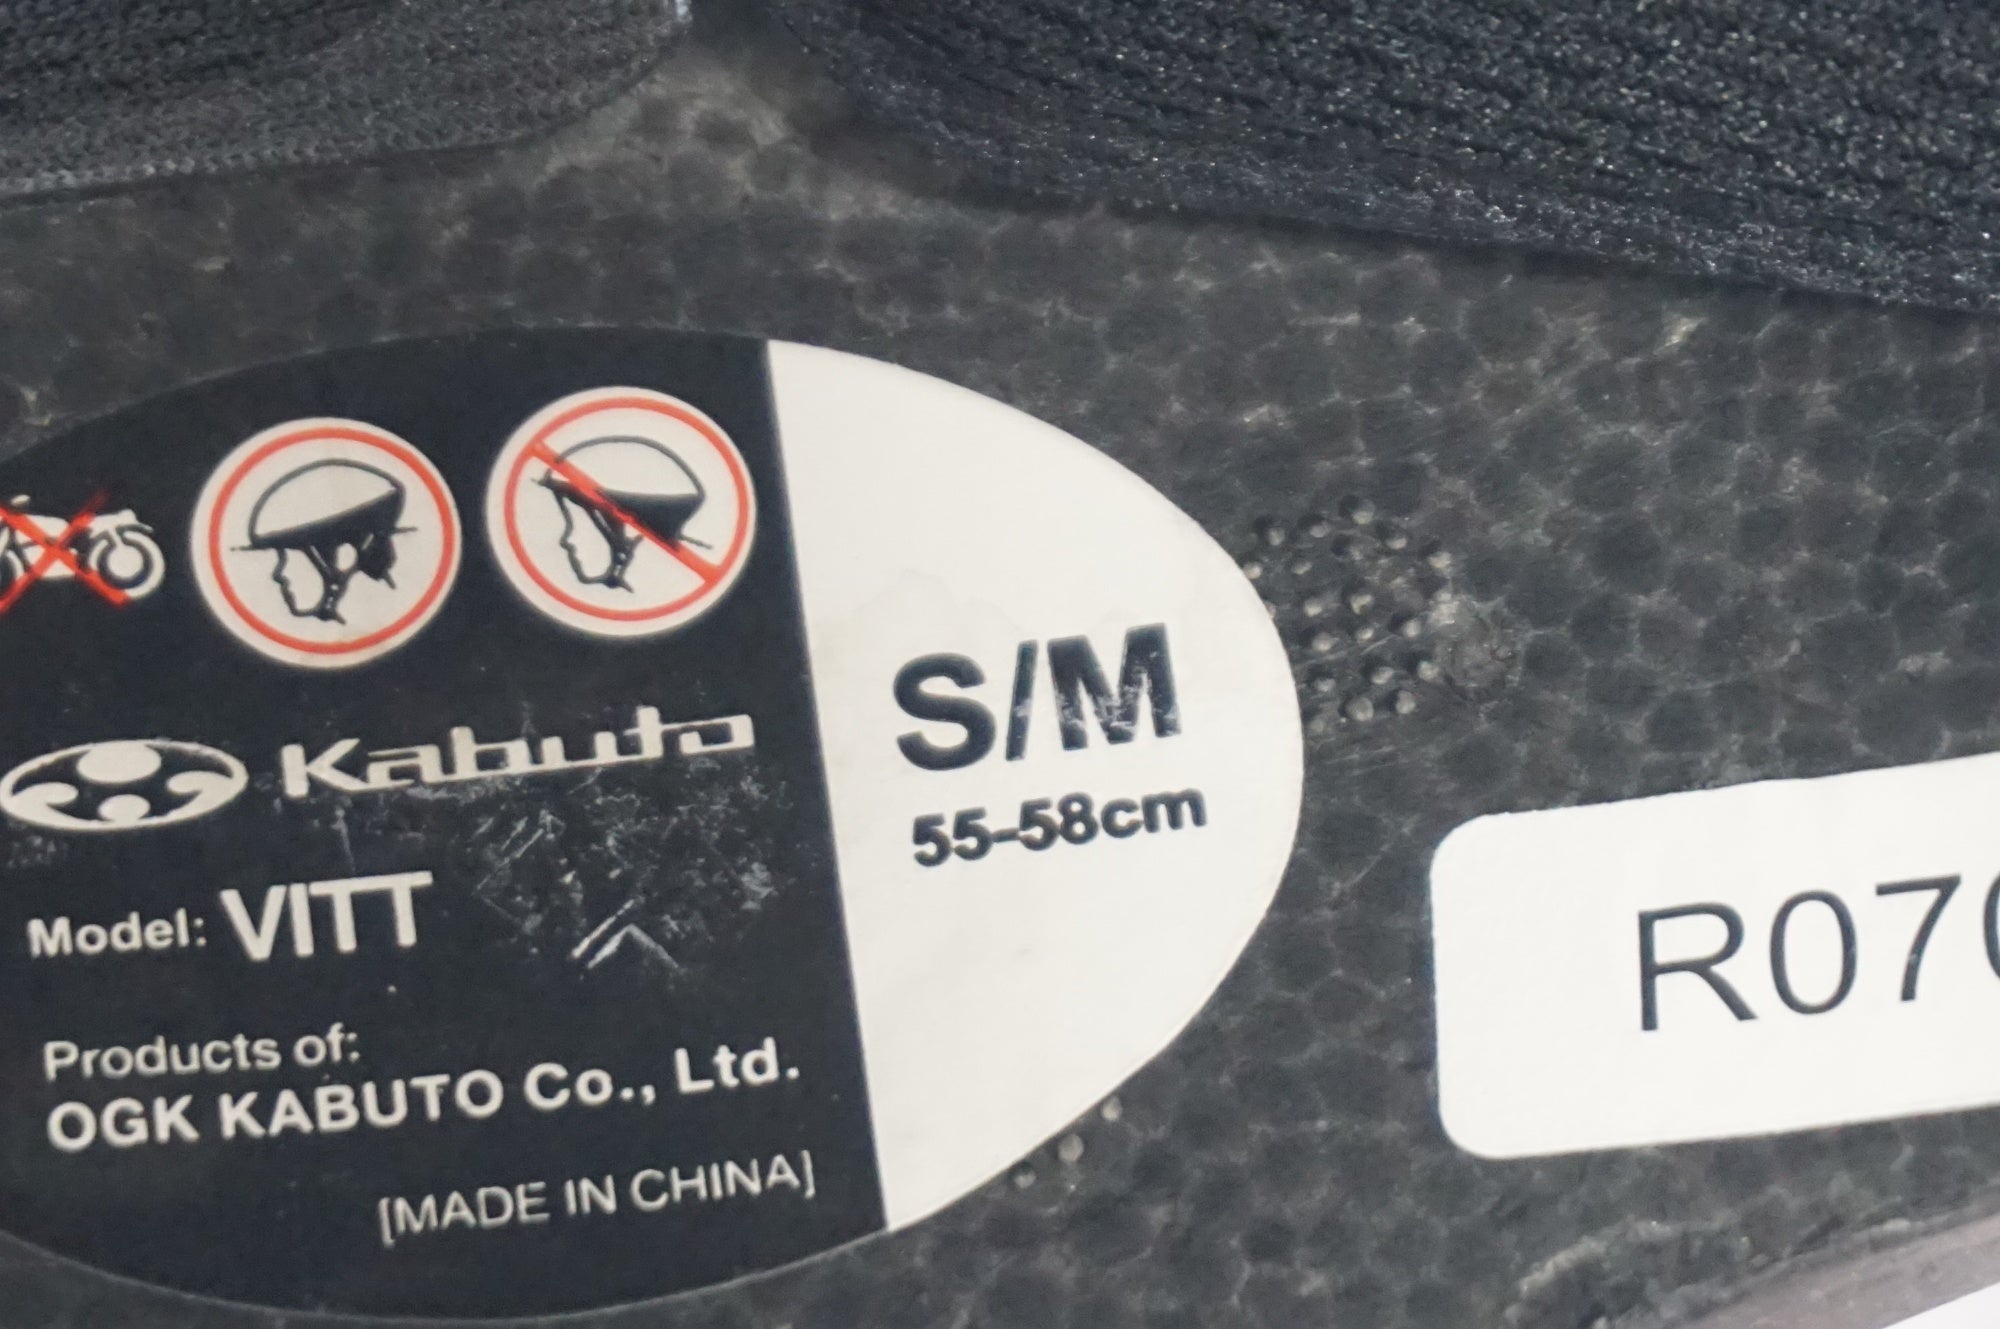 Kabuto
Model: VITT
Products of:
OGK KABUTO Co., Ltd.
[MADE IN CHINA]
S/M
55-58cm
R07